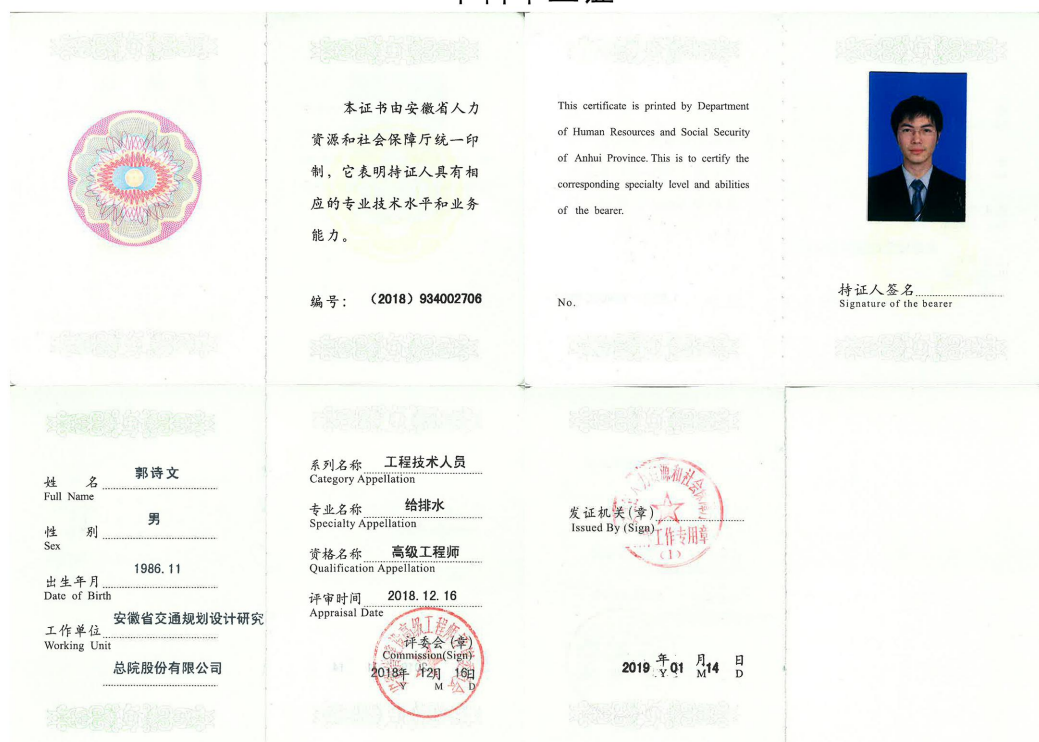 本证书由安徽省人力
资源和社会保障厅统一印
制，它表明持证人具有相
应的专业技术水平和业务
能力。
编号：（2018）934002706
This certificate is printed by Department
of Human Resources and Social Security
of Anhui Province. This is to certify the
corresponding specialty level and abilities
of the bearer.
No.
持证人签名
Signature of the bearer
姓 名 郭诗文
Full Name
性 别 男
Sex
出生年月 1986.11
Date of Birth
工作单位 安徽省交通规划设计研究
Working Unit
总院股份有限公司
系列名称 工程技术人员
Category Appellation
专业名称 给排水
Specialty Appellation
资格名称 高级工程师
Qualification Appellation
评审时间 2018.12.16
Appraisal Date
评委会（章）
Commission(Sign)
2018年 12月 16日
Y M D
发证机关(章)
Issued By (Sign)
工作专用章
(1)
2019 年 01 月 14 日
Y M D